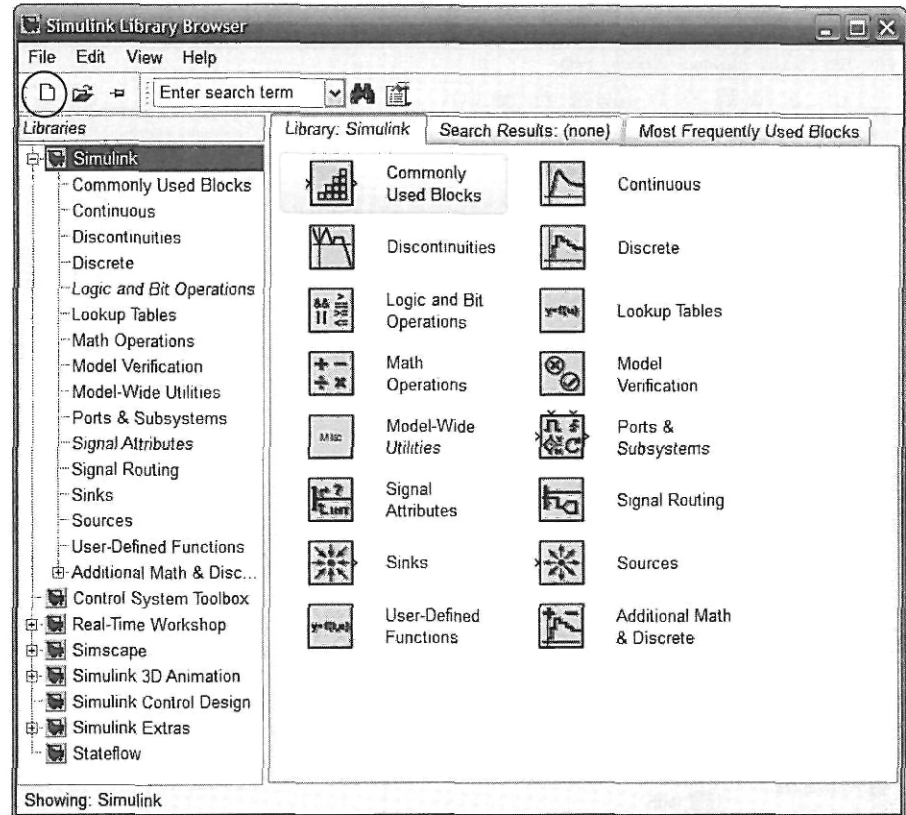 Simulink Library Browser
File Edit View Help
Enter search term
Libraries
Library: Simulink
Search Results: (none)
Most Frequently Used Blocks
Simulink
Commonly Used Blocks
Continuous
Discontinuities
Discrete
Logic and Bit Operations
Lookup Tables
Math Operations
Model Verification
Model-Wide Utilities
Ports & Subsystems
Signal Attributes
Signal Routing
Sinks
Sources
User-Defined Functions
Additional Math & Disc...
Control System Toolbox
Real-Time Workshop
Simscape
Simulink 3D Animation
Simulink Control Design
Simulink Extras
Stateflow
Commonly
Used Blocks
Continuous
Discontinuities
Discrete
Logic and Bit
Operations
y=f(u)
Lookup Tables
Math
Operations
Model
Verification
Misc
Model-Wide
Utilities
Ports &
Subsystems
Signal
Attributes
Signal Routing
Sinks
Sources
User-Defined
Functions
Additional Math
& Discrete
Showing: Simulink